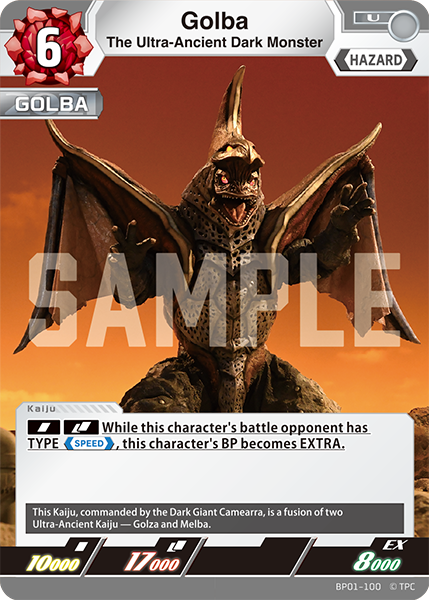 6
Golba
The Ultra-Ancient Dark Monster
U
HAZARD
GOLBA
SAMPLE
Kaiju
While this character's battle opponent has
TYPE SPEED, this character's BP becomes EXTRA.
This Kaiju, commanded by the Dark Giant Camearra, is a fusion of two
Ultra-Ancient Kaiju — Golza and Melba.
10000
17000
EX
8000
BP01-100 © TPC